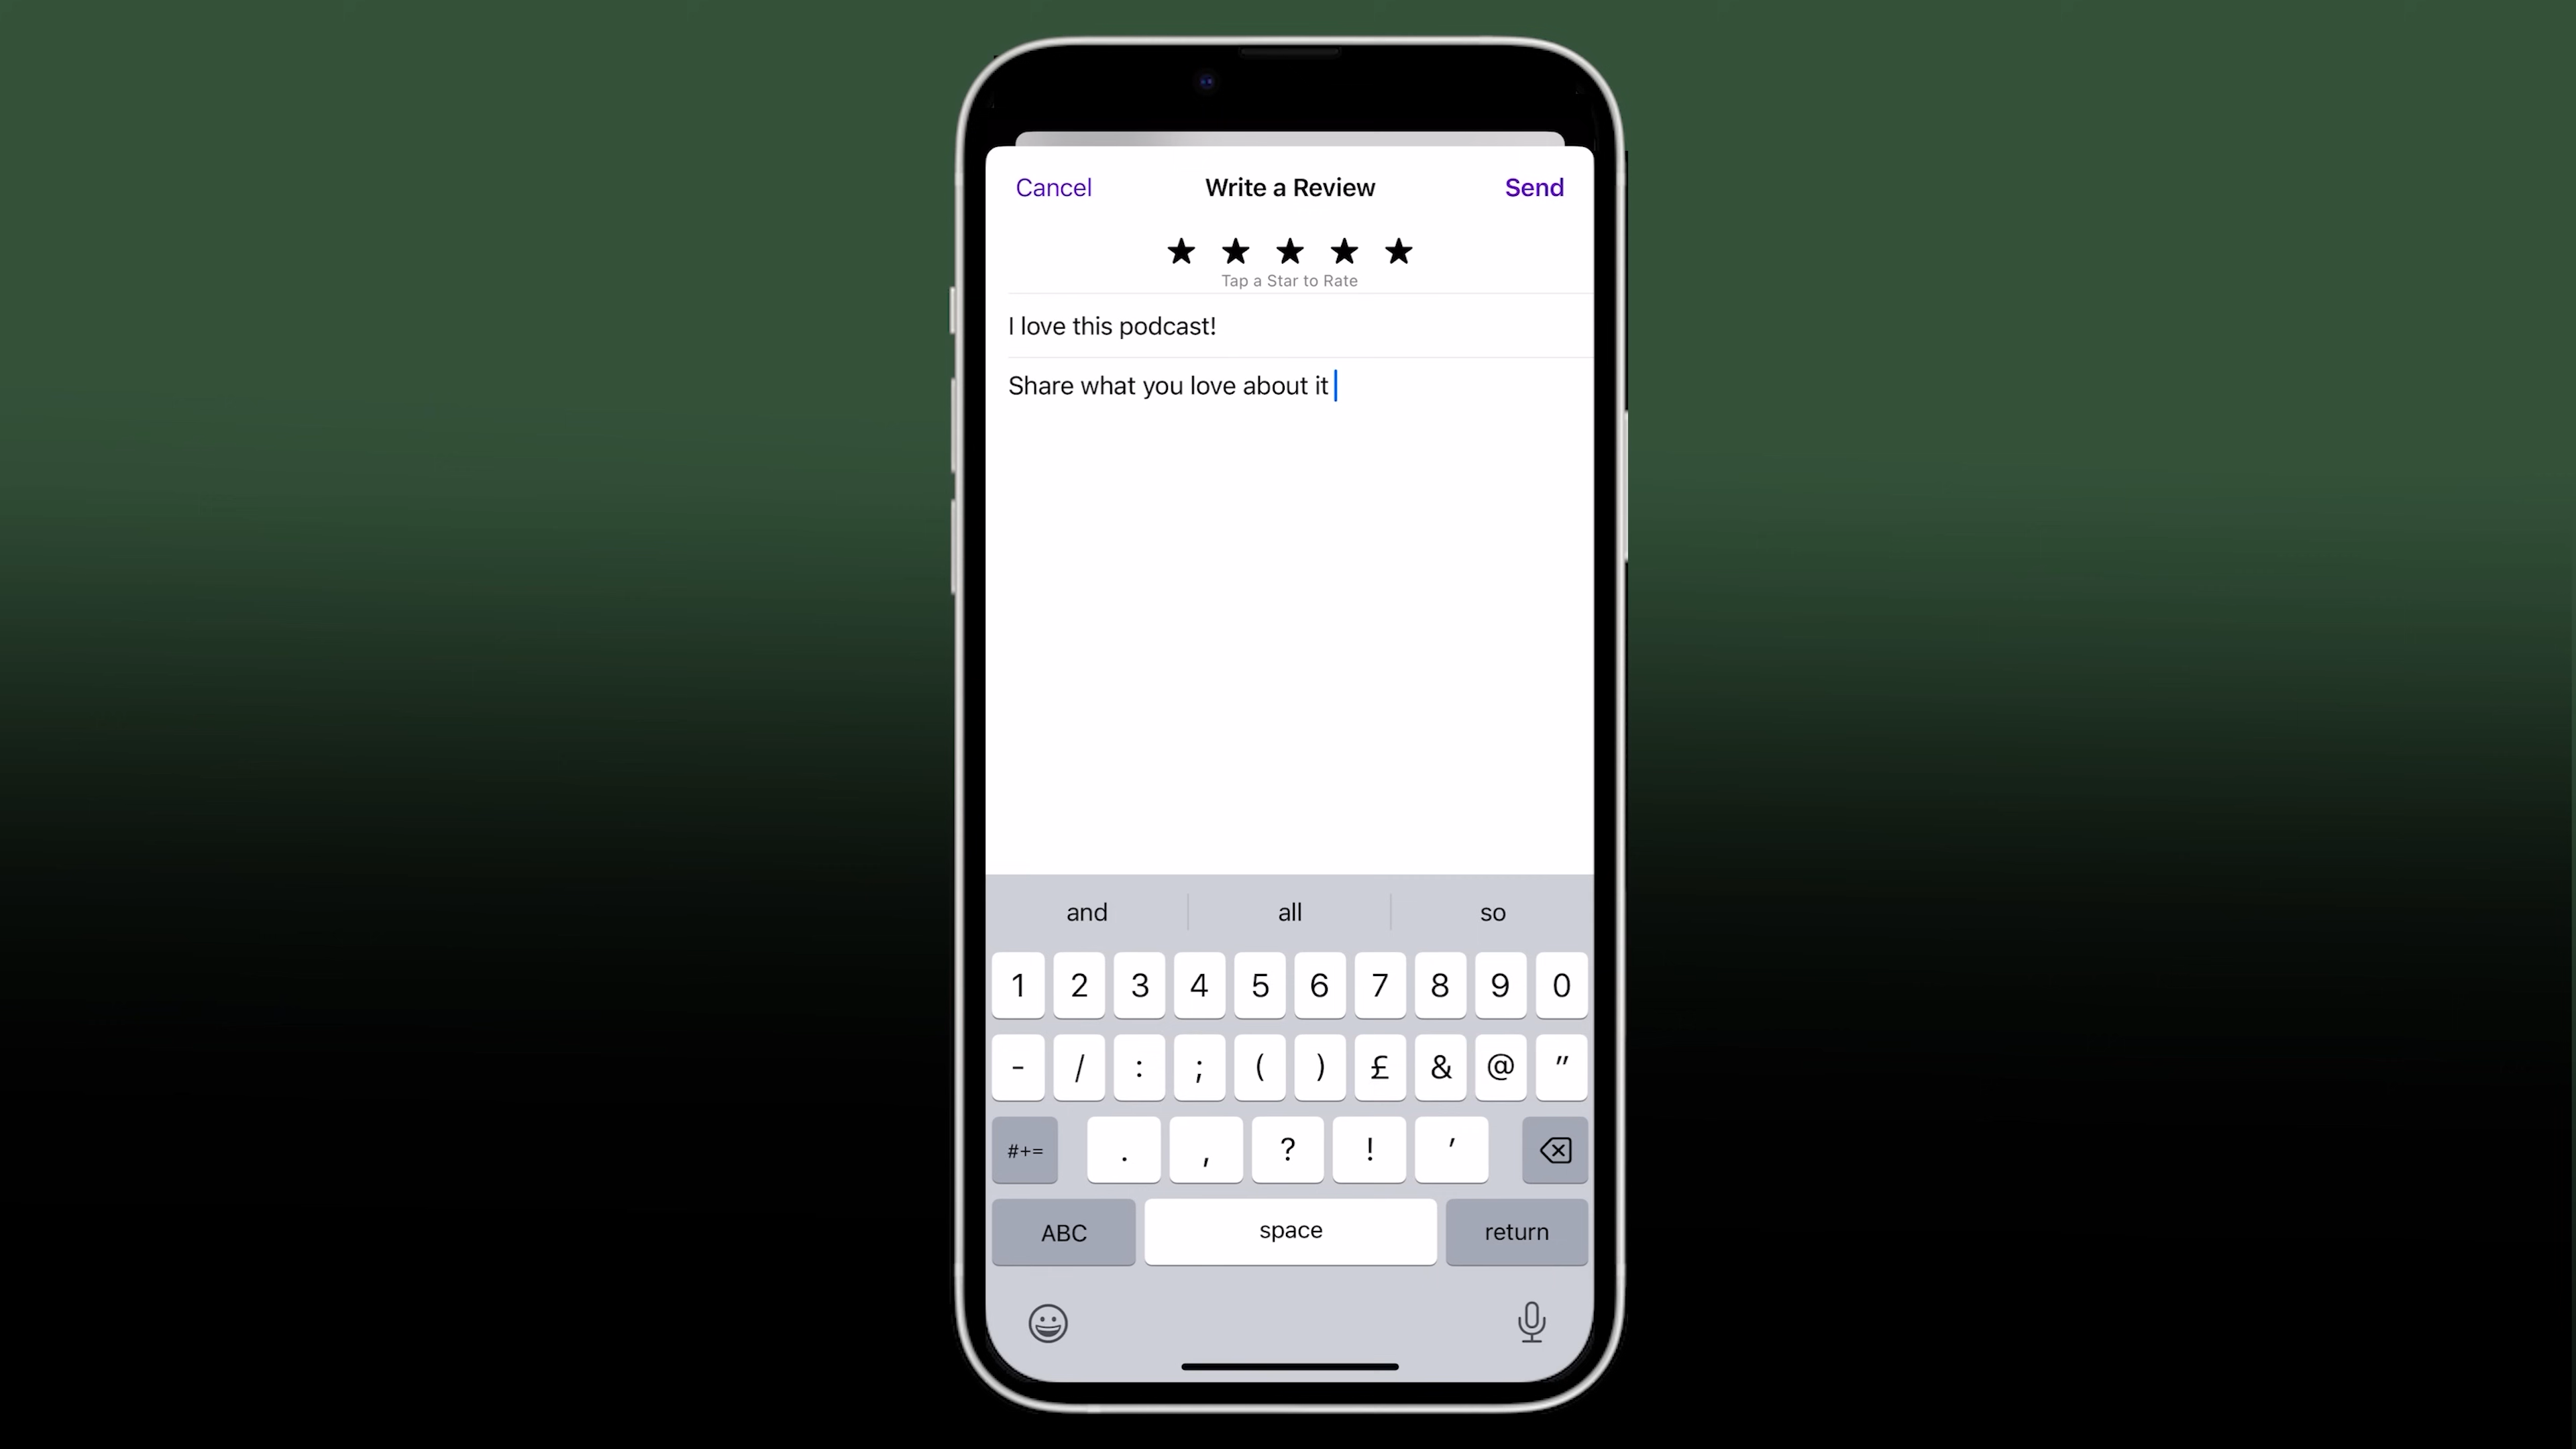 Cancel Write a Review Send
★ ★ ★ ★ ★
Tap a Star to Rate
I love this podcast!
Share what you love about it
and all so
1 2 3 4 5 6 7 8 9 0
- / : ; ( ) £ & @ "
#+= . , ? ! '
ABC space return